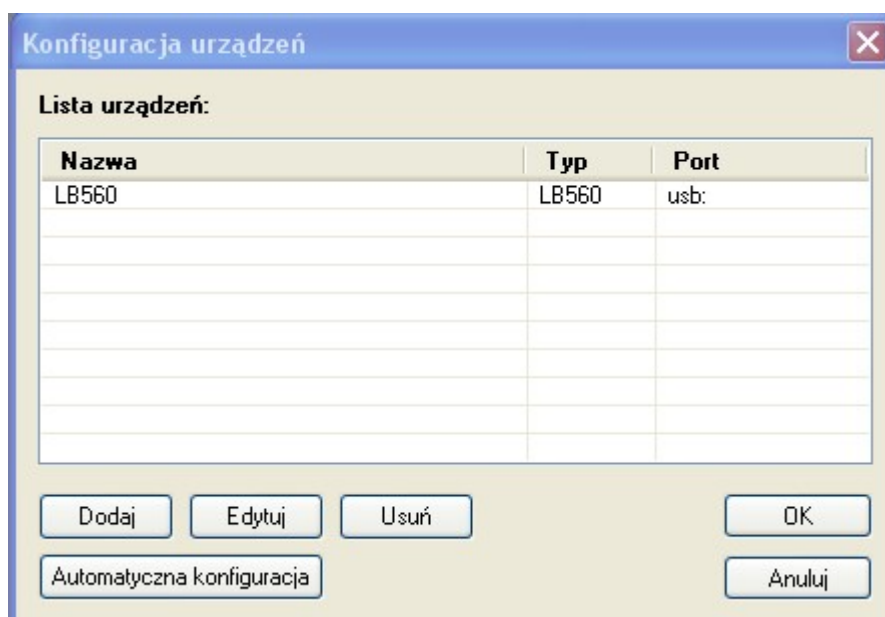 Konfiguracja urządzeń
Lista urządzeń:
Nazwa Typ Port
LB560 LB560 usb:
Dodaj Edytuj Usuń OK
Automatyczna konfiguracja Anuluj